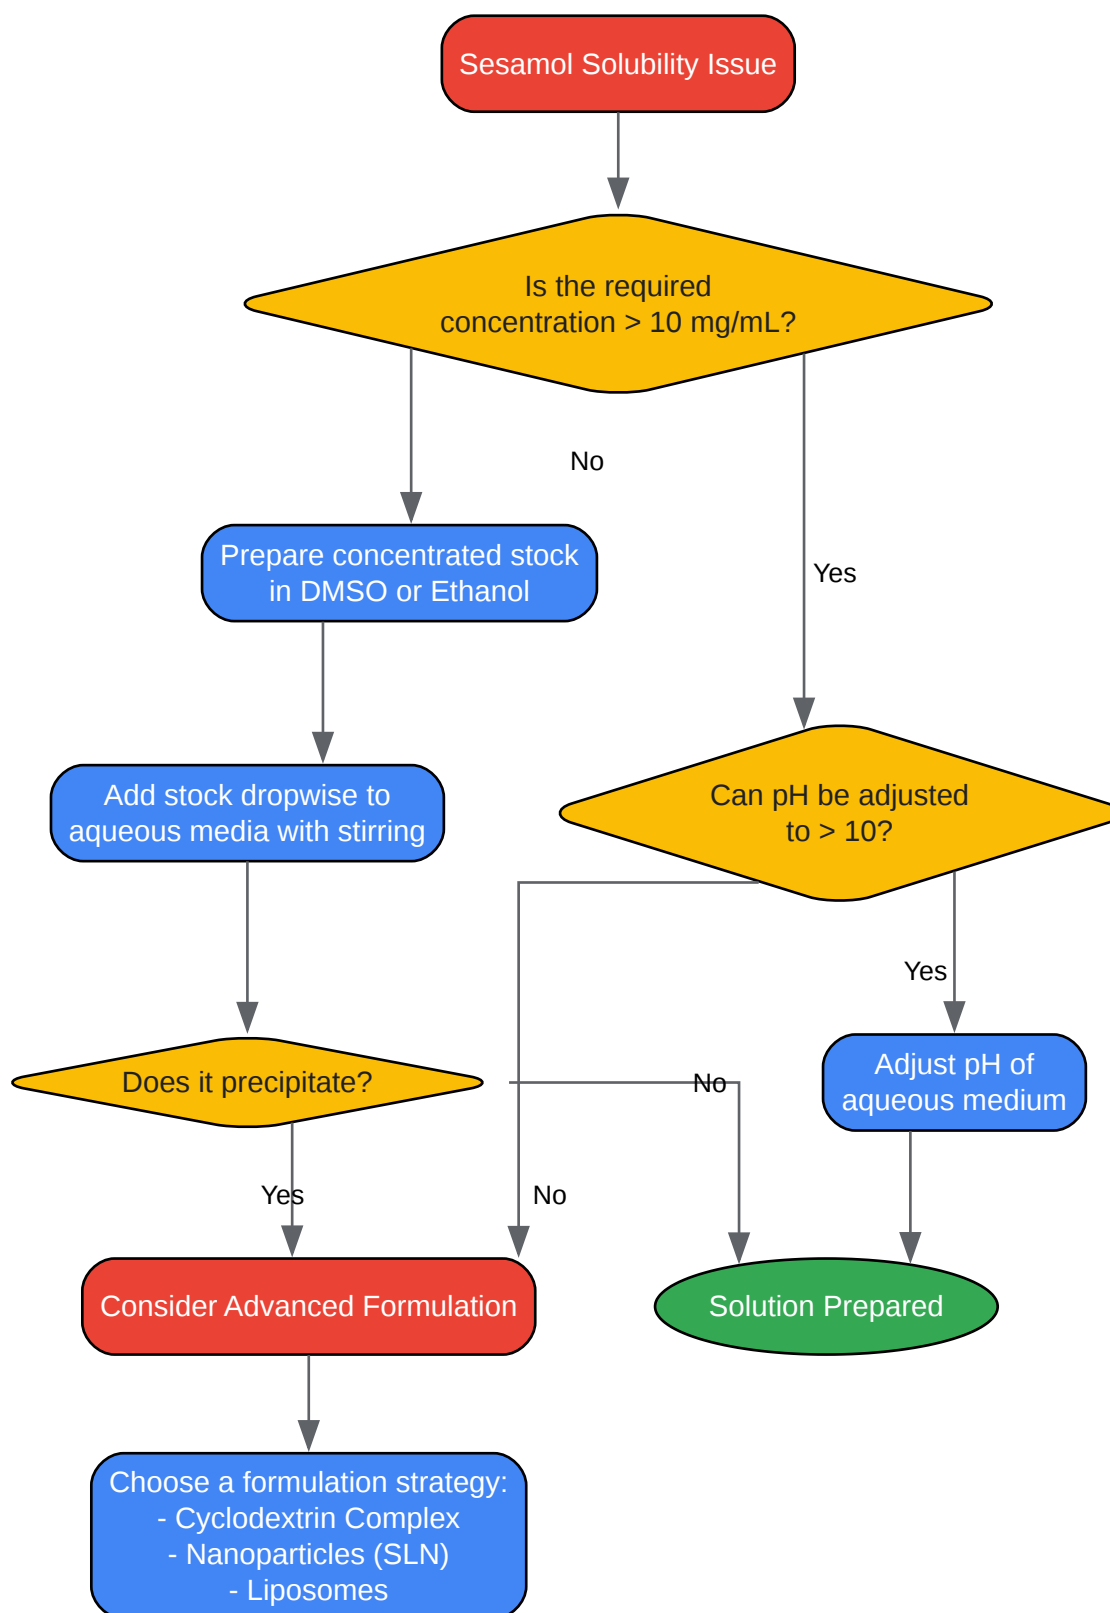 Sesamol Solubility Issue
Is the required
concentration > 10 mg/mL?
No
Prepare concentrated stock
in DMSO or Ethanol
Yes
Add stock dropwise to
aqueous media with stirring
Can pH be adjusted
to > 10?
Yes
Does it precipitate?
No
Adjust pH of
aqueous medium
Yes
No
Consider Advanced Formulation
Solution Prepared
Choose a formulation strategy:
- Cyclodextrin Complex
- Nanoparticles (SLN)
- Liposomes